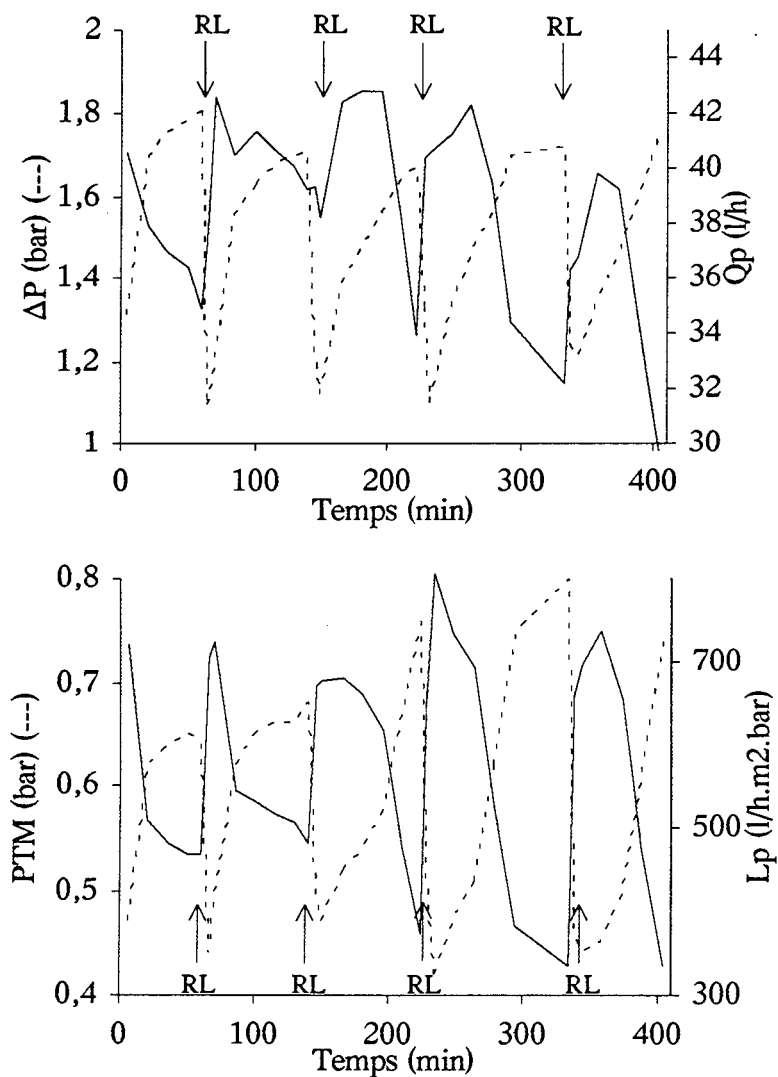 RL RL RL RL
2
1,8
1,6
1,4
1,2
1
ΔP (bar) (---)
44
42
40
38
36
34
32
30
Qp (l/h)
0 100 200 300 400
Temps (min)
0,8
0,7
0,6
0,5
0,4
PTM (bar) (---)
700
500
300
Lp (l/h.m2.bar)
RL RL RL RL
0 100 200 300 400
Temps (min)